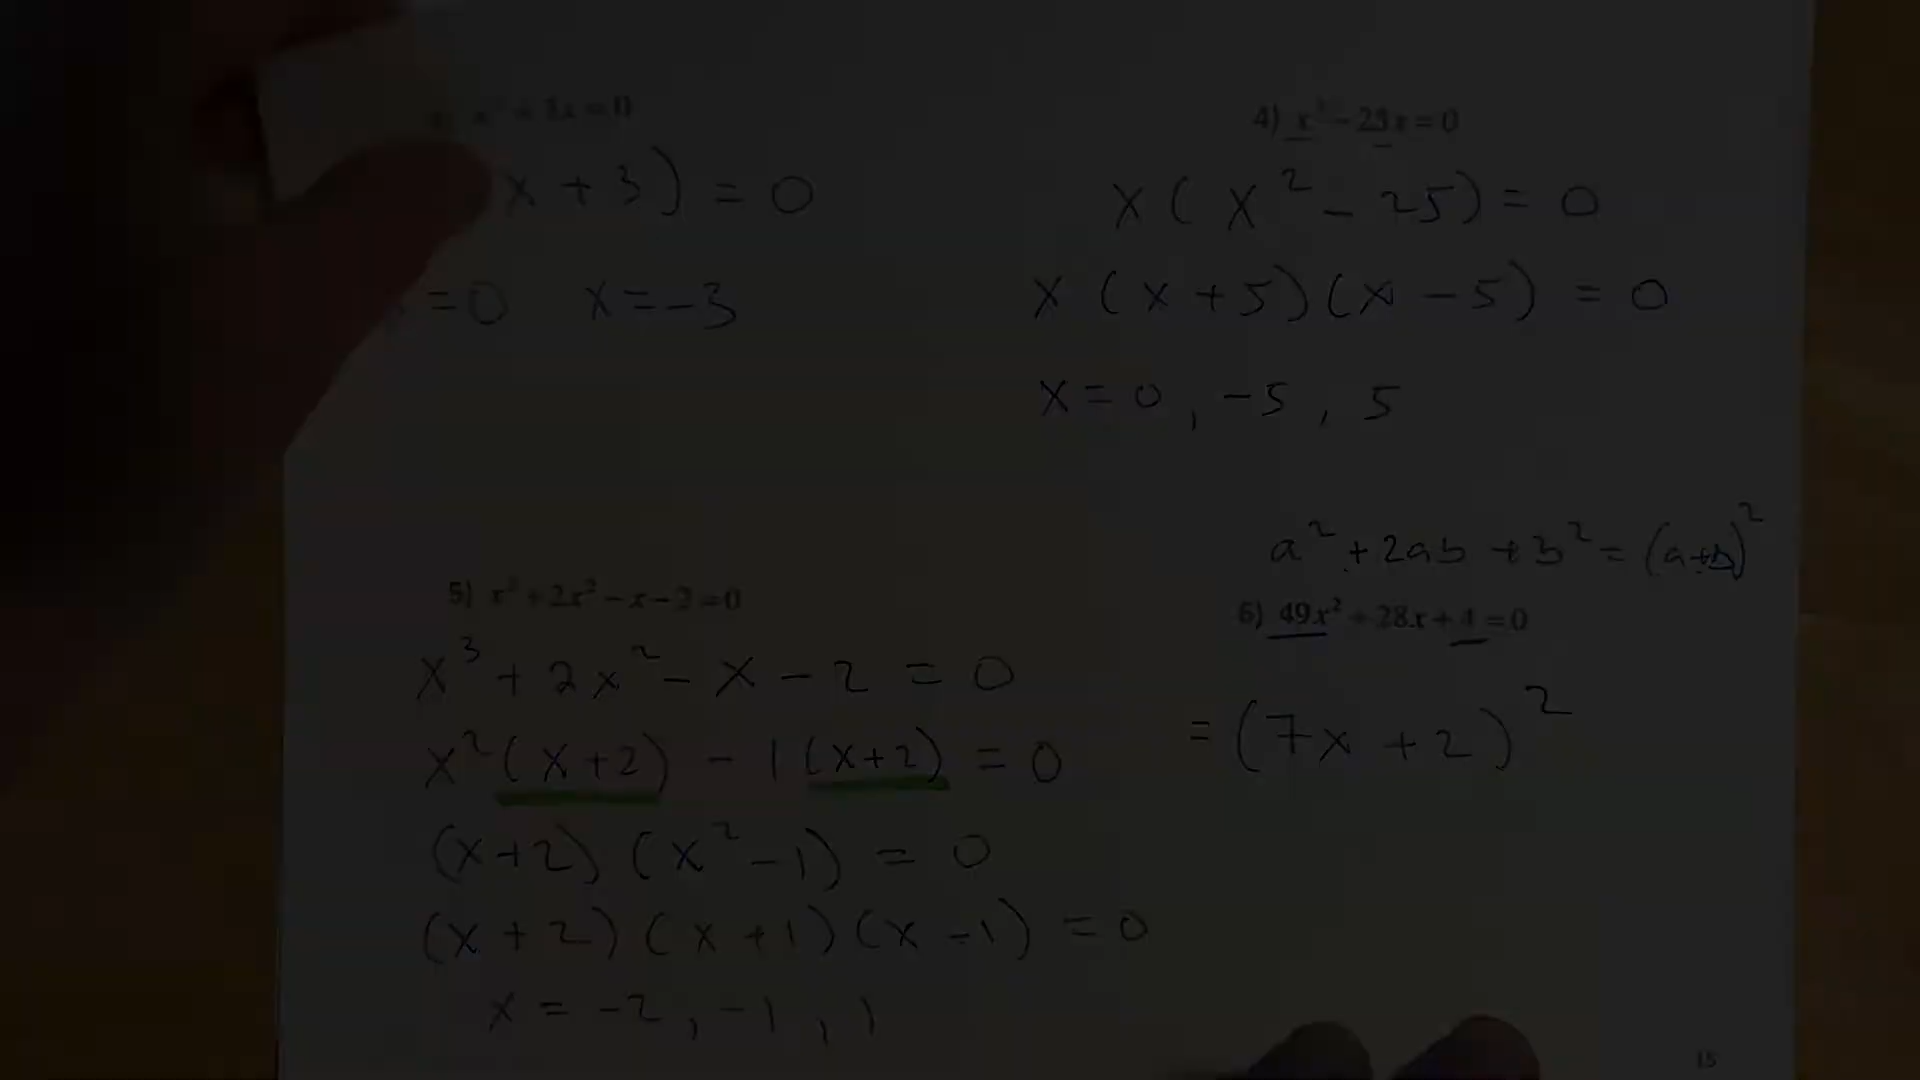 + 3x = 0
x + 3) = 0
= 0 x = -3
4) x³ - 25x = 0
x ( x² - 25) = 0
x (x + 5) (x - 5) = 0
x = 0, -5, 5
5) x³ + 2x² - x - 2 = 0
x³ + 2x² - x - 2 = 0
x² (x+2) - 1 (x+2) = 0
(x+2) (x² - 1) = 0
(x + 2) (x + 1) (x - 1) = 0
x = -2, -1, 1
a² + 2ab + b² = (a+b)²
6) 49x² + 28x + 4 = 0
= (7x + 2)²
15